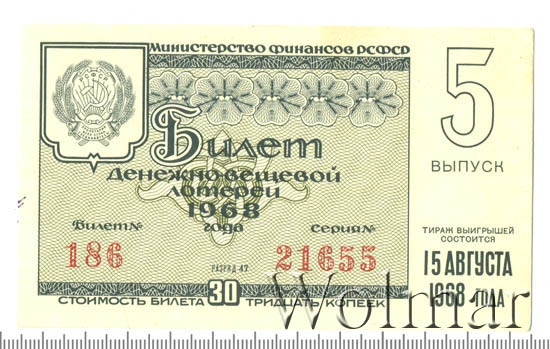 Министерство финансов РСФСР
РСФСР
5
ВЫПУСК
Билет
денежно-вещевой
лотереи
1968
года
Билет №
186
Серия №
21655
РАЗРЯД 42
СТОИМОСТЬ БИЛЕТА 30 ТРИДЦАТЬ КОПЕЕК
ТИРАЖ ВЫИГРЫШЕЙ
СОСТОИТСЯ
15 АВГУСТА
1968 ГОДА
Wolmar